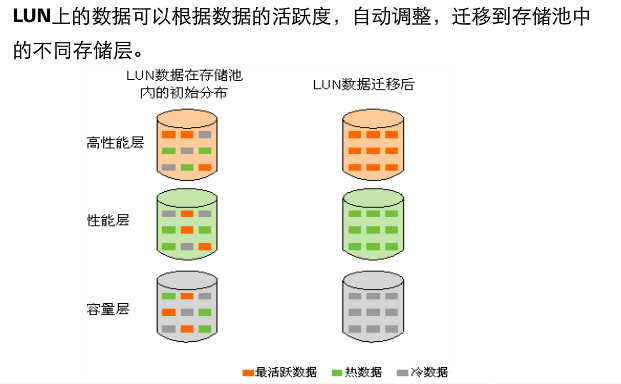 LUN上的数据可以根据数据的活跃度，自动调整，迁移到存储池中
的不同存储层。
LUN数据在存储池
内的初始分布
LUN数据迁移后
高性能层
性能层
容量层
最活跃数据 热数据 冷数据